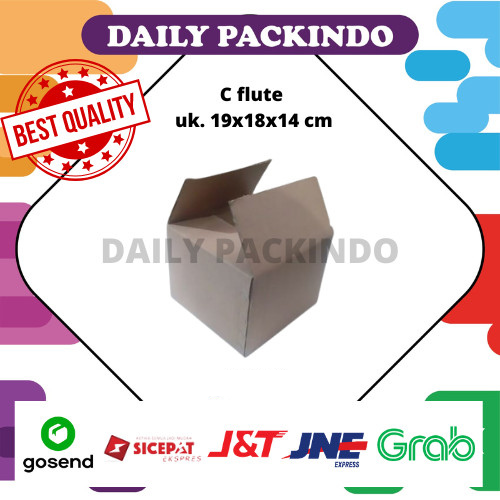 DAILY PACKINDO
BEST QUALITY
C flute
uk. 19x18x14 cm
DAILY PACKINDO
gosend
SICEPAT
EKSPRES
J&T
JNE
EXPRESS
Grab